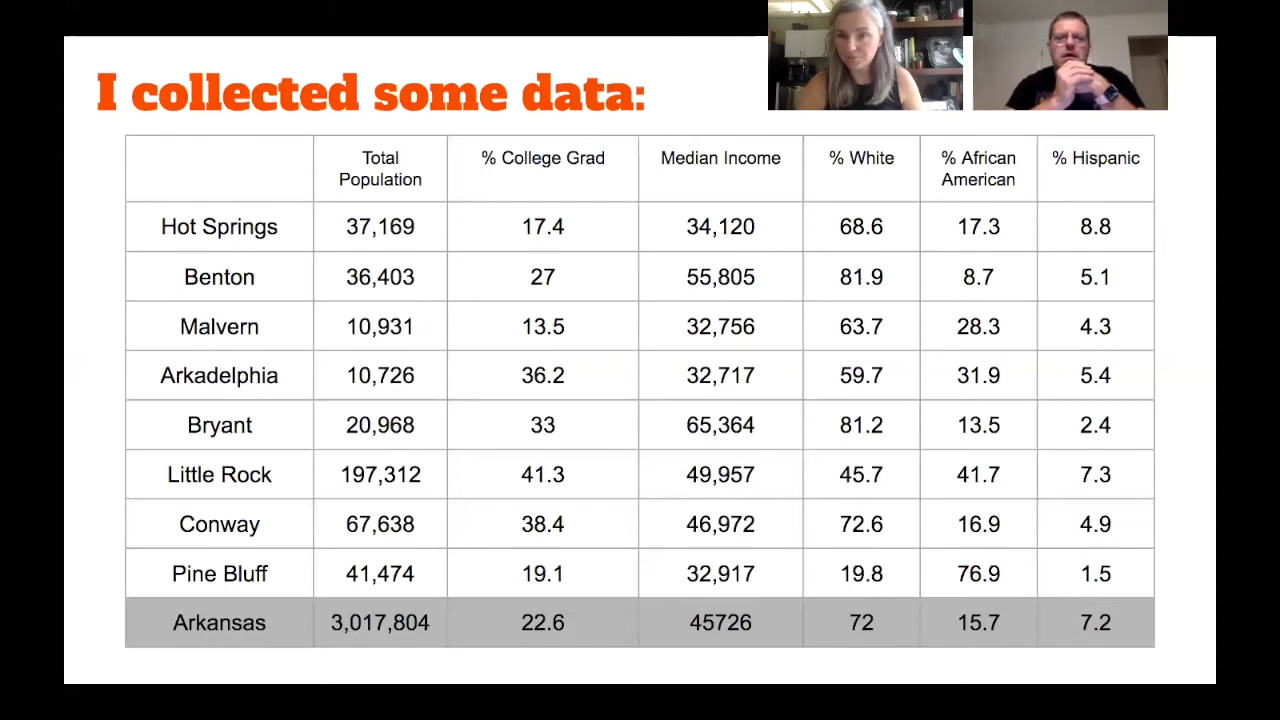 I collected some data:
Total Population % College Grad Median Income % White % African American % Hispanic
Hot Springs 37,169 17.4 34,120 68.6 17.3 8.8
Benton 36,403 27 55,805 81.9 8.7 5.1
Malvern 10,931 13.5 32,756 63.7 28.3 4.3
Arkadelphia 10,726 36.2 32,717 59.7 31.9 5.4
Bryant 20,968 33 65,364 81.2 13.5 2.4
Little Rock 197,312 41.3 49,957 45.7 41.7 7.3
Conway 67,638 38.4 46,972 72.6 16.9 4.9
Pine Bluff 41,474 19.1 32,917 19.8 76.9 1.5
Arkansas 3,017,804 22.6 45726 72 15.7 7.2